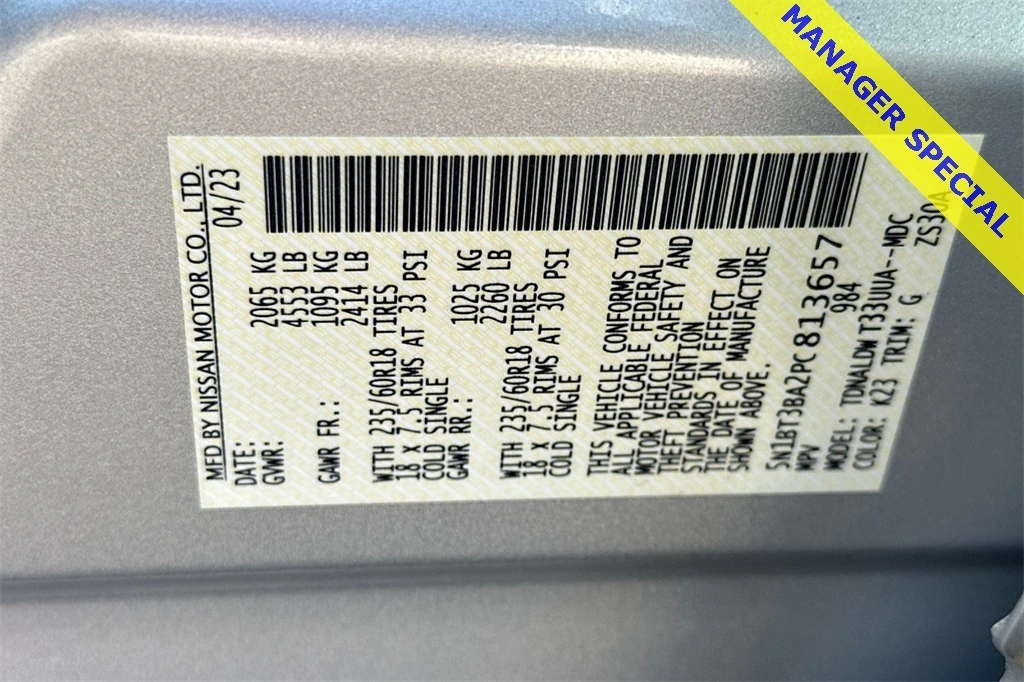 MANAGER SPECIAL
MFD BY NISSAN MOTOR CO., LTD.
DATE: 04/23
GVWR: 2065 KG
4553 LB
GAWR FR.: 1095 KG
2414 LB
WITH 235/60R18 TIRES
18 X 7.5 RIMS AT 33 PSI
COLD SINGLE
GAWR RR.: 1025 KG
2260 LB
WITH 235/60R18 TIRES
18 X 7.5 RIMS AT 30 PSI
COLD SINGLE
THIS VEHICLE CONFORMS TO
ALL APPLICABLE FEDERAL
MOTOR VEHICLE SAFETY AND
THEFT PREVENTION
STANDARDS IN EFFECT ON
THE DATE OF MANUFACTURE
SHOWN ABOVE.
5N1BT3BA2PC813657
MPV 984
MODEL: TDNALDW T33UUA--MDC
COLOR: K23 TRIM: G ZS30A